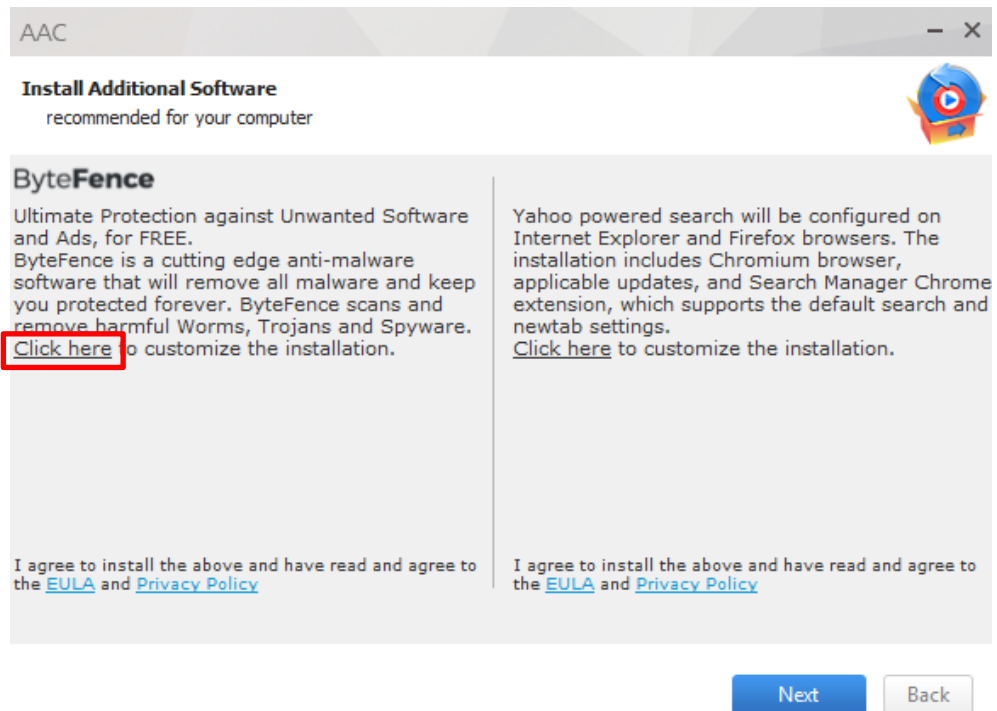 AAC
Install Additional Software
recommended for your computer
ByteFence
Ultimate Protection against Unwanted Software
and Ads, for FREE.
ByteFence is a cutting edge anti-malware
software that will remove all malware and keep
you protected forever. ByteFence scans and
remove harmful Worms, Trojans and Spyware.
Click here to customize the installation.
I agree to install the above and have read and agree to
the EULA and Privacy Policy
Yahoo powered search will be configured on
Internet Explorer and Firefox browsers. The
installation includes Chromium browser,
applicable updates, and Search Manager Chrome
extension, which supports the default search and
newtab settings.
Click here to customize the installation.
I agree to install the above and have read and agree to
the EULA and Privacy Policy
Next
Back